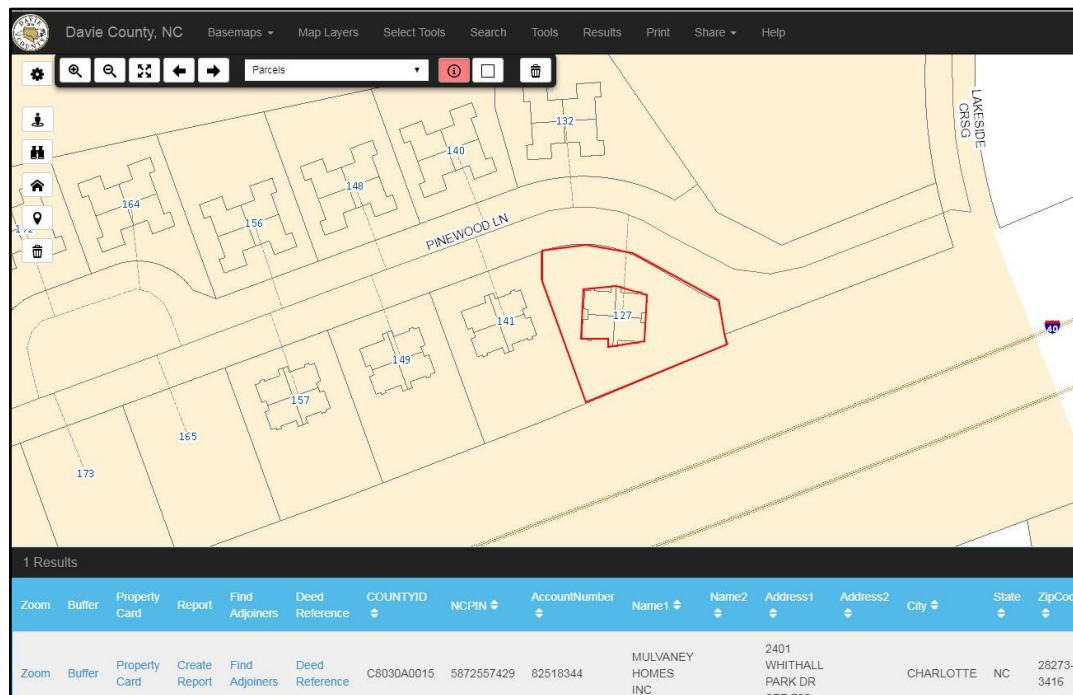 Davie County, NC Basemaps Map Layers Select Tools Search Tools Results Print Share Help
Parcels
132
LAKESIDE
CRSG
140
148
164
156
PINEWOOD LN
127
141
40
149
157
165
173
1 Results
Zoom Buffer Property Card Report Find Adjoiners Deed Reference COUNTYID NCPIN AccountNumber Name1 Name2 Address1 Address2 City State ZipCod
Zoom Buffer Property Card Create Report Find Adjoiners Deed Reference C8030A0015 5872557429 82518344 MULVANEY HOMES INC 2401 WHITHALL PARK DR CHARLOTTE NC 28273-3416